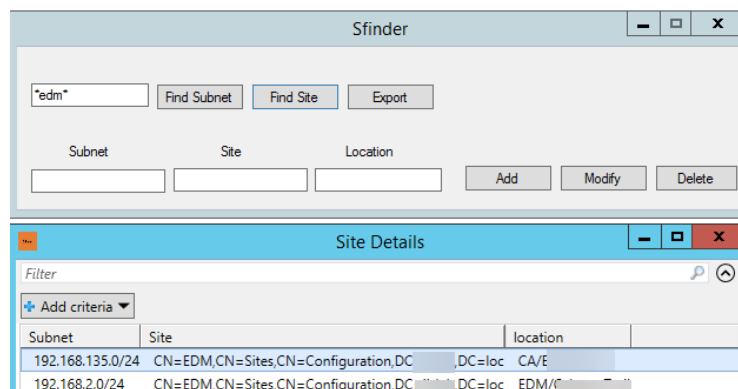 Sfinder
*edm*
Find Subnet Find Site Export
Subnet Site Location
Add Modify Delete
Site Details
Filter
Add criteria
Subnet Site location
192.168.135.0/24 CN=EDM,CN=Sites,CN=Configuration,DC ,DC=loc CA/E
192.168.2.0/24 CN=EDM,CN=Sites,CN=Configuration,DC DC=loc EDM/